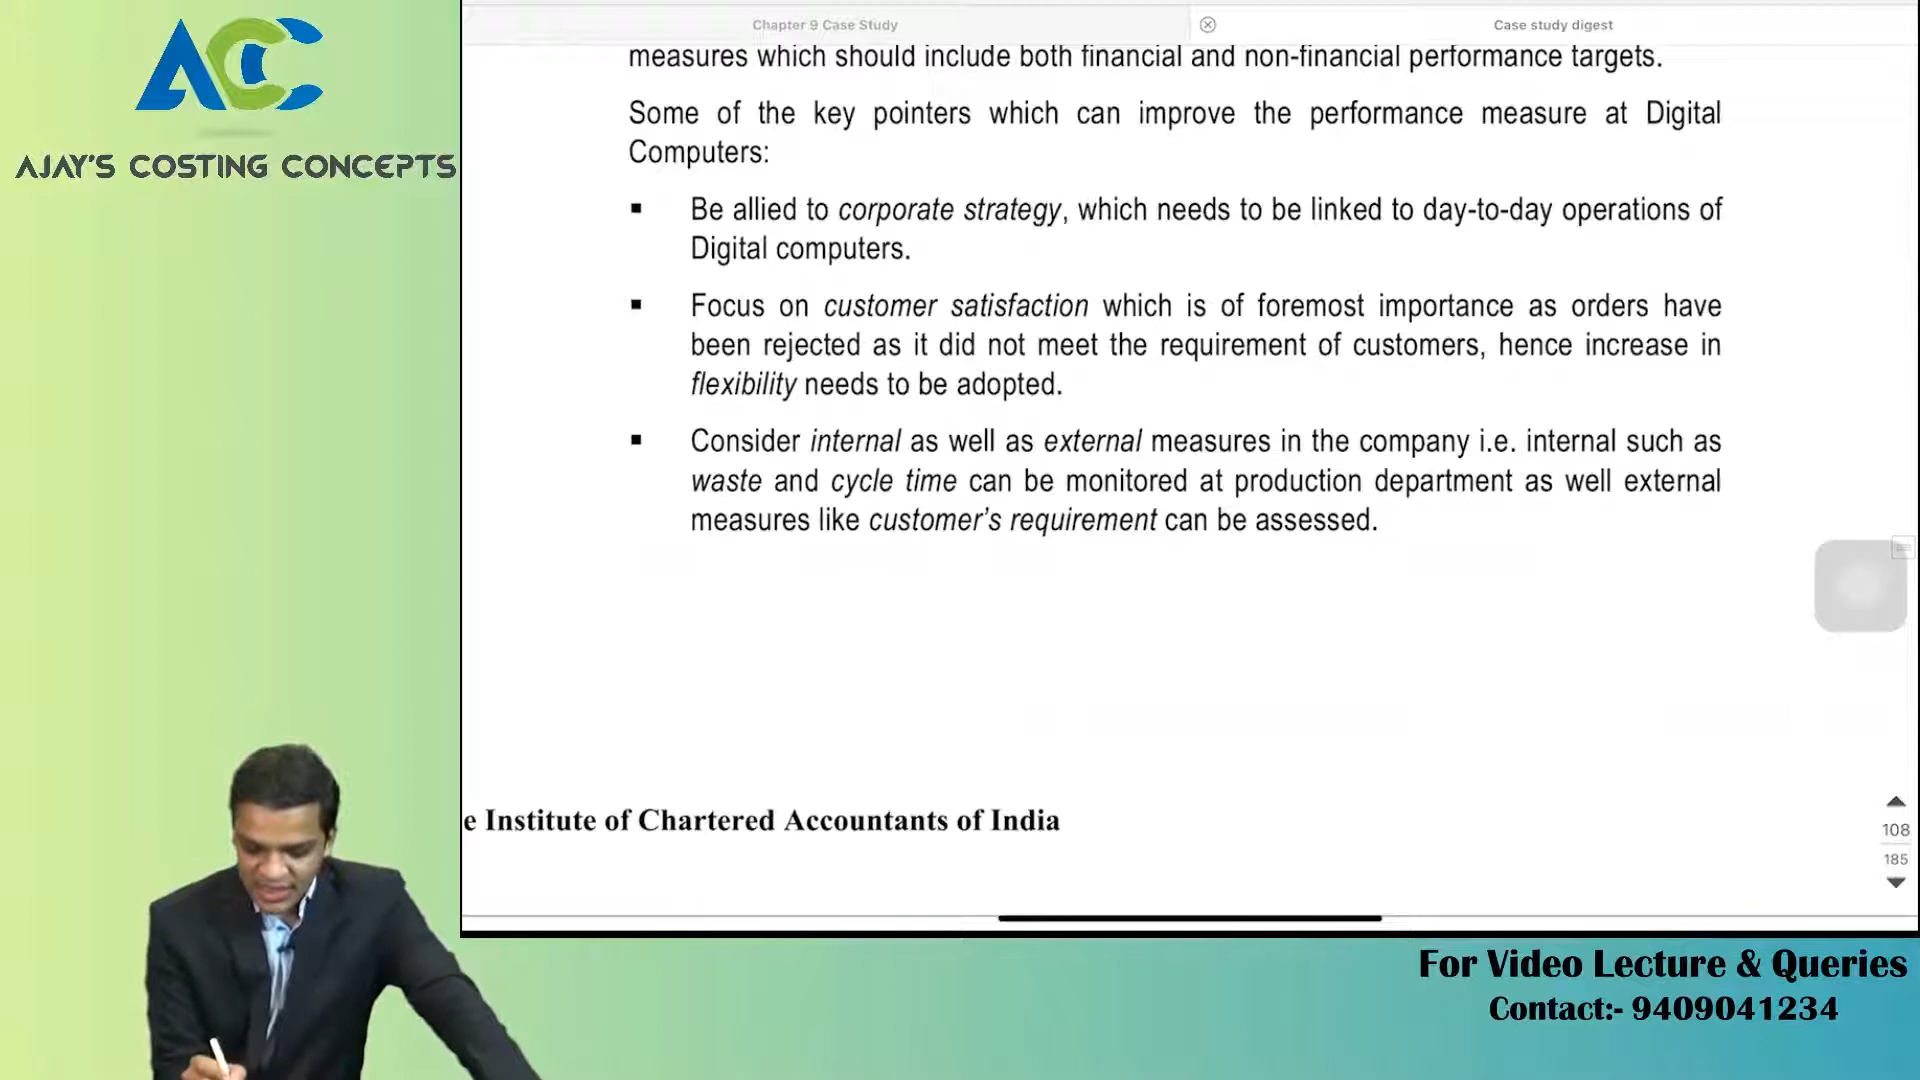 ACC
AJAY'S COSTING CONCEPTS
Chapter 9 Case Study
Case study digest
measures which should include both financial and non-financial performance targets.
Some of the key pointers which can improve the performance measure at Digital
Computers:
▪ Be allied to corporate strategy, which needs to be linked to day-to-day operations of
Digital computers.
▪ Focus on customer satisfaction which is of foremost importance as orders have
been rejected as it did not meet the requirement of customers, hence increase in
flexibility needs to be adopted.
▪ Consider internal as well as external measures in the company i.e. internal such as
waste and cycle time can be monitored at production department as well external
measures like customer's requirement can be assessed.
e Institute of Chartered Accountants of India
108
185
For Video Lecture & Queries
Contact:- 9409041234